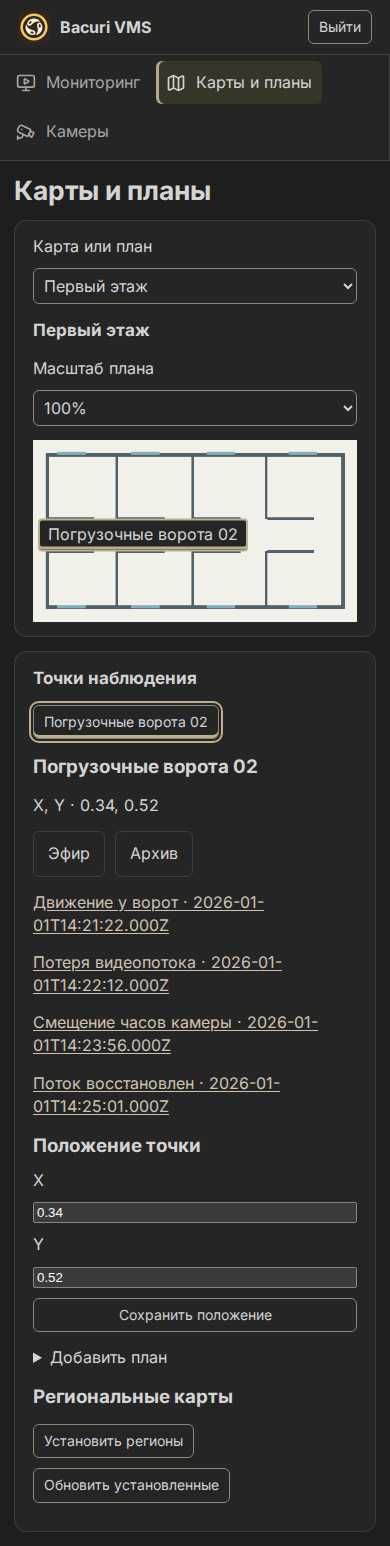 Bacuri VMS
Выйти
Мониторинг
Карты и планы
Камеры
Карты и планы
Карта или план
Первый этаж
Первый этаж
Масштаб плана
100%
Погрузочные ворота 02
Точки наблюдения
Погрузочные ворота 02
Погрузочные ворота 02
X, Y · 0.34, 0.52
Эфир
Архив
Движение у ворот · 2026-01-
01T14:21:22.000Z
Потеря видеопотока · 2026-01-
01T14:22:12.000Z
Смещение часов камеры · 2026-01-
01T14:23:56.000Z
Поток восстановлен · 2026-01-
01T14:25:01.000Z
Положение точки
X
0.34
Y
0.52
Сохранить положение
Добавить план
Региональные карты
Установить регионы
Обновить установленные